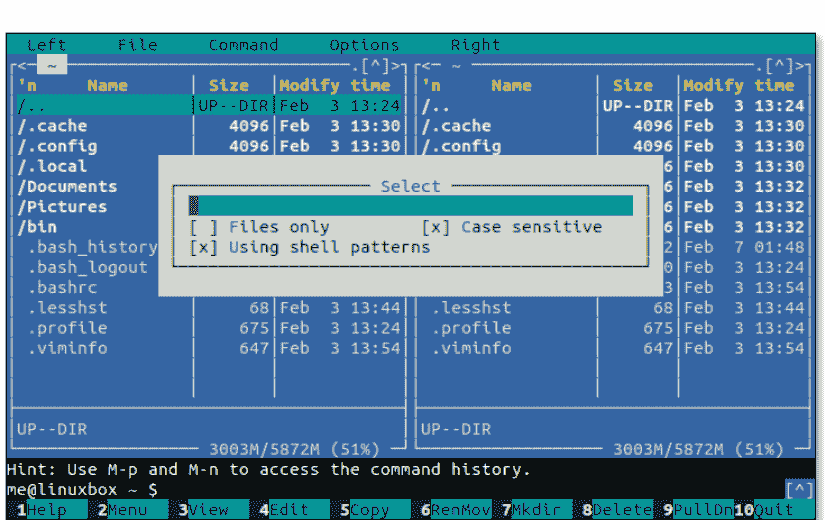 Left File Command Options Right
<- ~ .[^]> <- ~ .[^]>
'n Name Size Modify time 'n Name Size Modify time
/.. UP--DIR Feb 3 13:24 /.. UP--DIR Feb 3 13:24
/.cache 4096 Feb 3 13:30 /.cache 4096 Feb 3 13:30
/.config 4096 Feb 3 13:30 /.config 4096 Feb 3 13:30
/.local 6 Feb 3 13:30
/Documents Select 6 Feb 3 13:32
/Pictures 6 Feb 3 13:32
/bin [ ] Files only [x] Case sensitive 6 Feb 3 13:32
.bash_history [x] Using shell patterns 2 Feb 7 01:48
.bash_logout 0 Feb 3 13:24
.bashrc 3 Feb 3 13:54
.lesshst 68 Feb 3 13:44 .lesshst 68 Feb 3 13:44
.profile 675 Feb 3 13:24 .profile 675 Feb 3 13:24
.viminfo 647 Feb 3 13:54 .viminfo 647 Feb 3 13:54
UP--DIR UP--DIR
3003M/5872M (51%) 3003M/5872M (51%)
Hint: Use M-p and M-n to access the command history.
me@linuxbox ~ $ [^]
1Help 2Menu 3View 4Edit 5Copy 6RenMov 7Mkdir 8Delete 9PullDn 10Quit